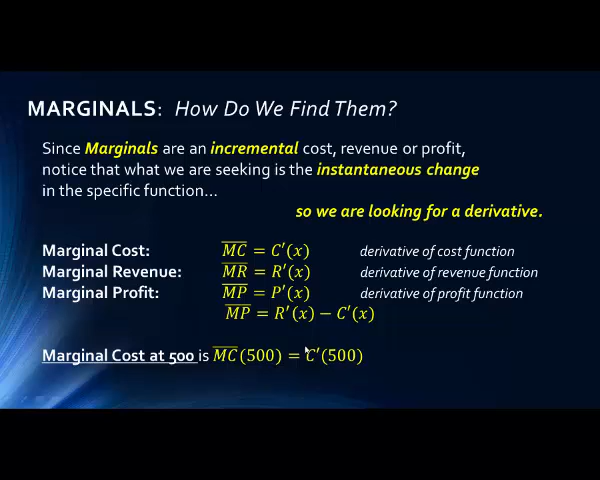 MARGINALS: How Do We Find Them?
Since Marginals are an incremental cost, revenue or profit,
notice that what we are seeking is the instantaneous change
in the specific function...
so we are looking for a derivative.
Marginal Cost: M̅C̅ = C′(x) derivative of cost function
Marginal Revenue: M̅R̅ = R′(x) derivative of revenue function
Marginal Profit: M̅P̅ = P′(x) derivative of profit function
M̅P̅ = R′(x) − C′(x)
Marginal Cost at 500 is M̅C̅(500) = C′(500)